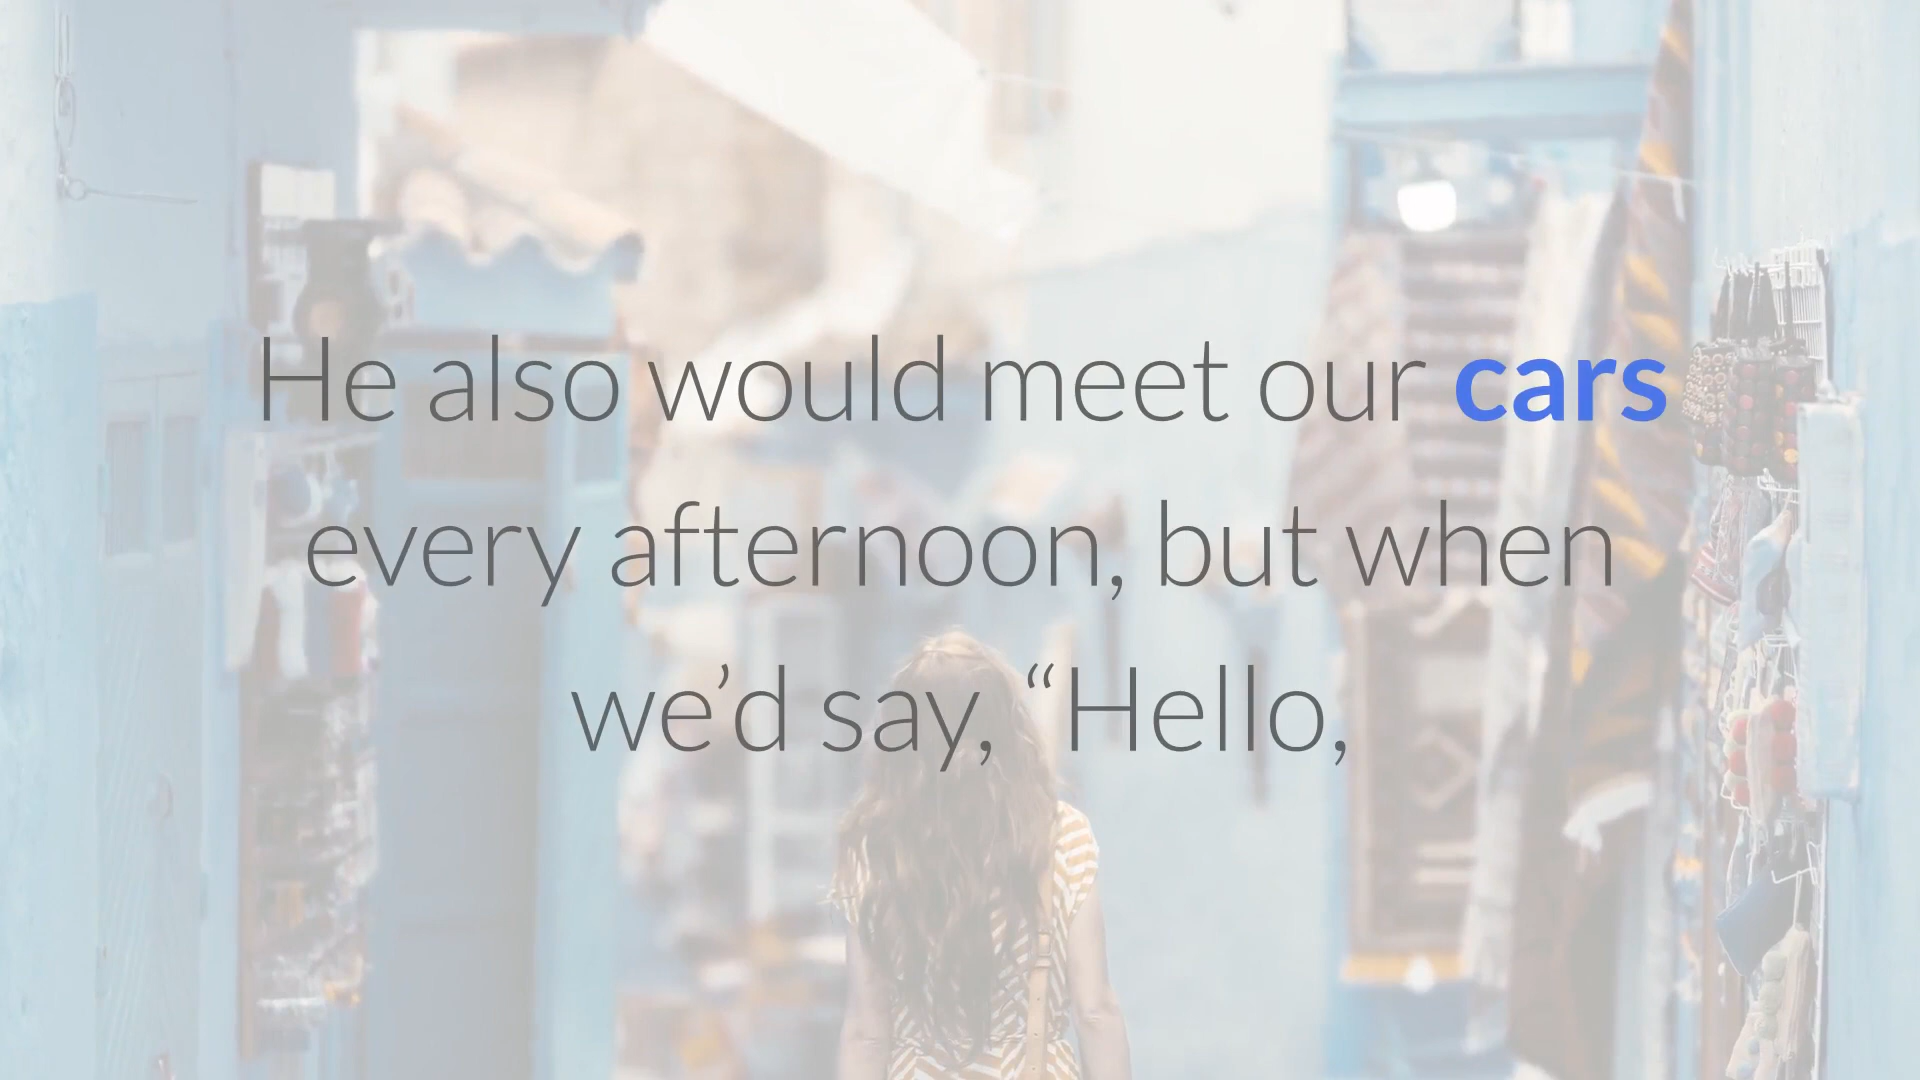 He also would meet our cars
every afternoon, but when
we’d say, “Hello,